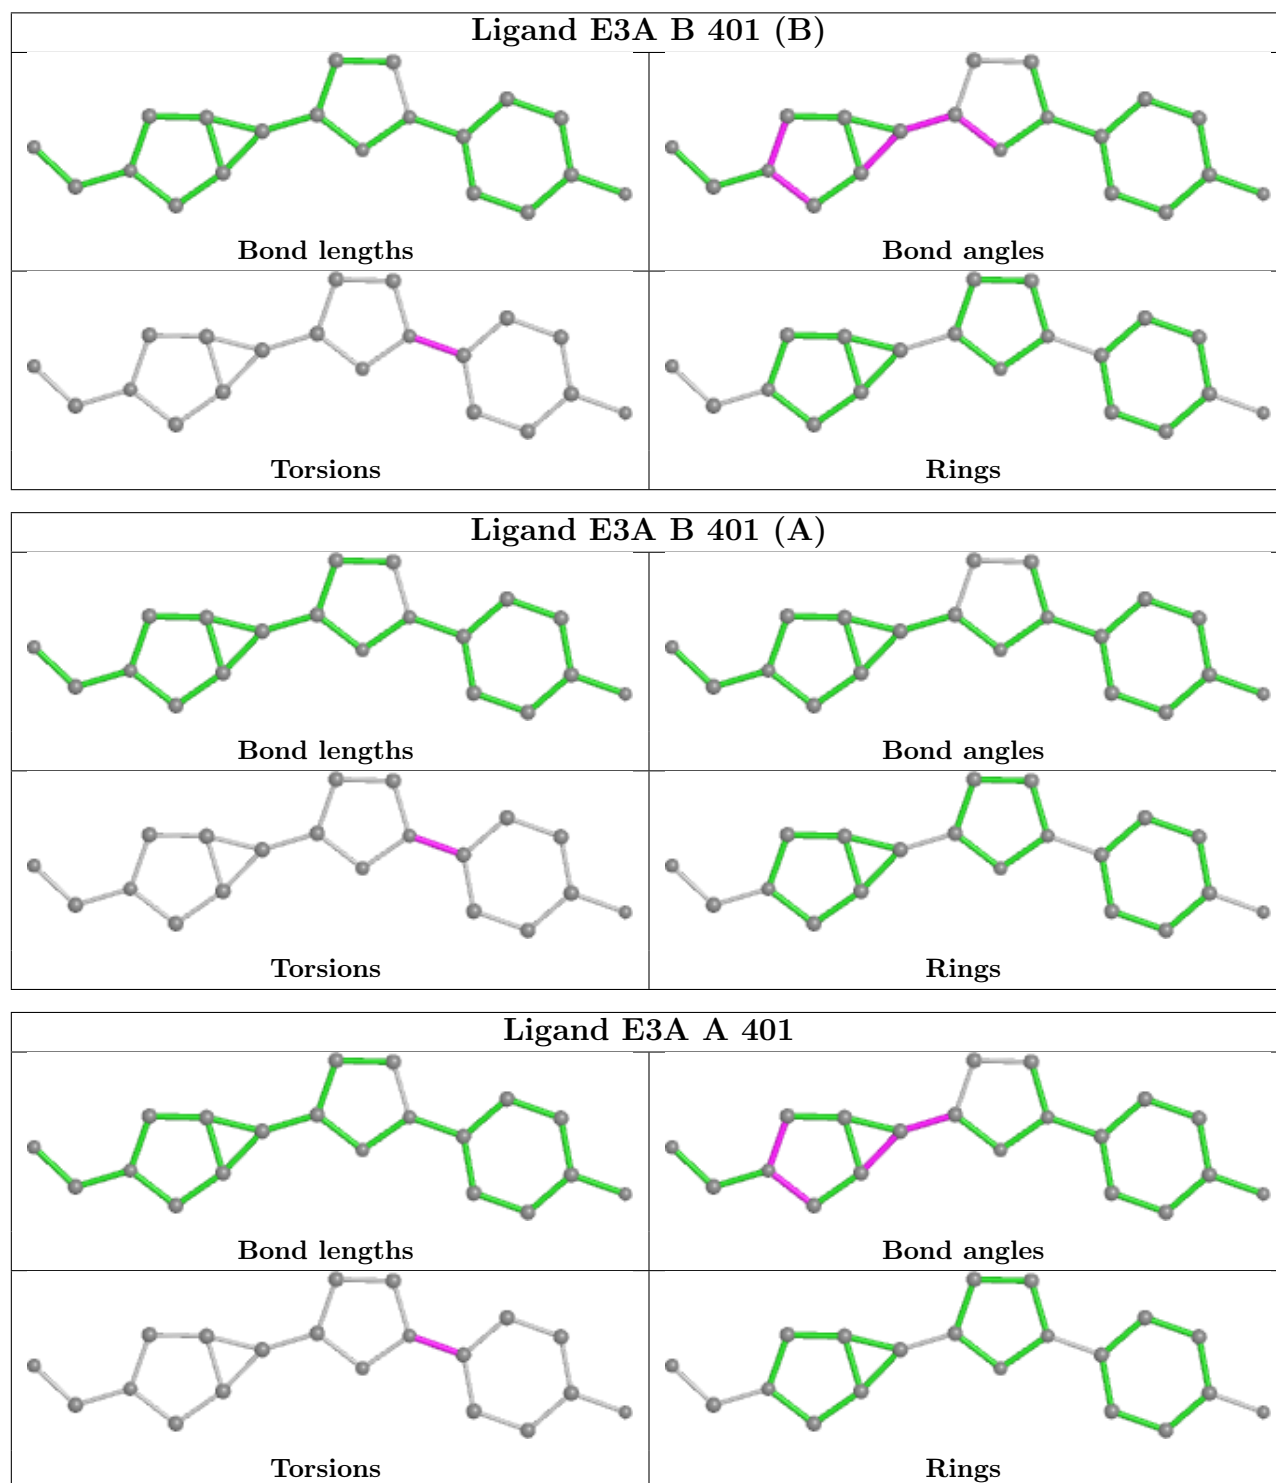 Ligand E3A B 401 (B)
Bond lengths Bond angles
Torsions Rings
Ligand E3A B 401 (A)
Bond lengths Bond angles
Torsions Rings
Ligand E3A A 401
Bond lengths Bond angles
Torsions Rings